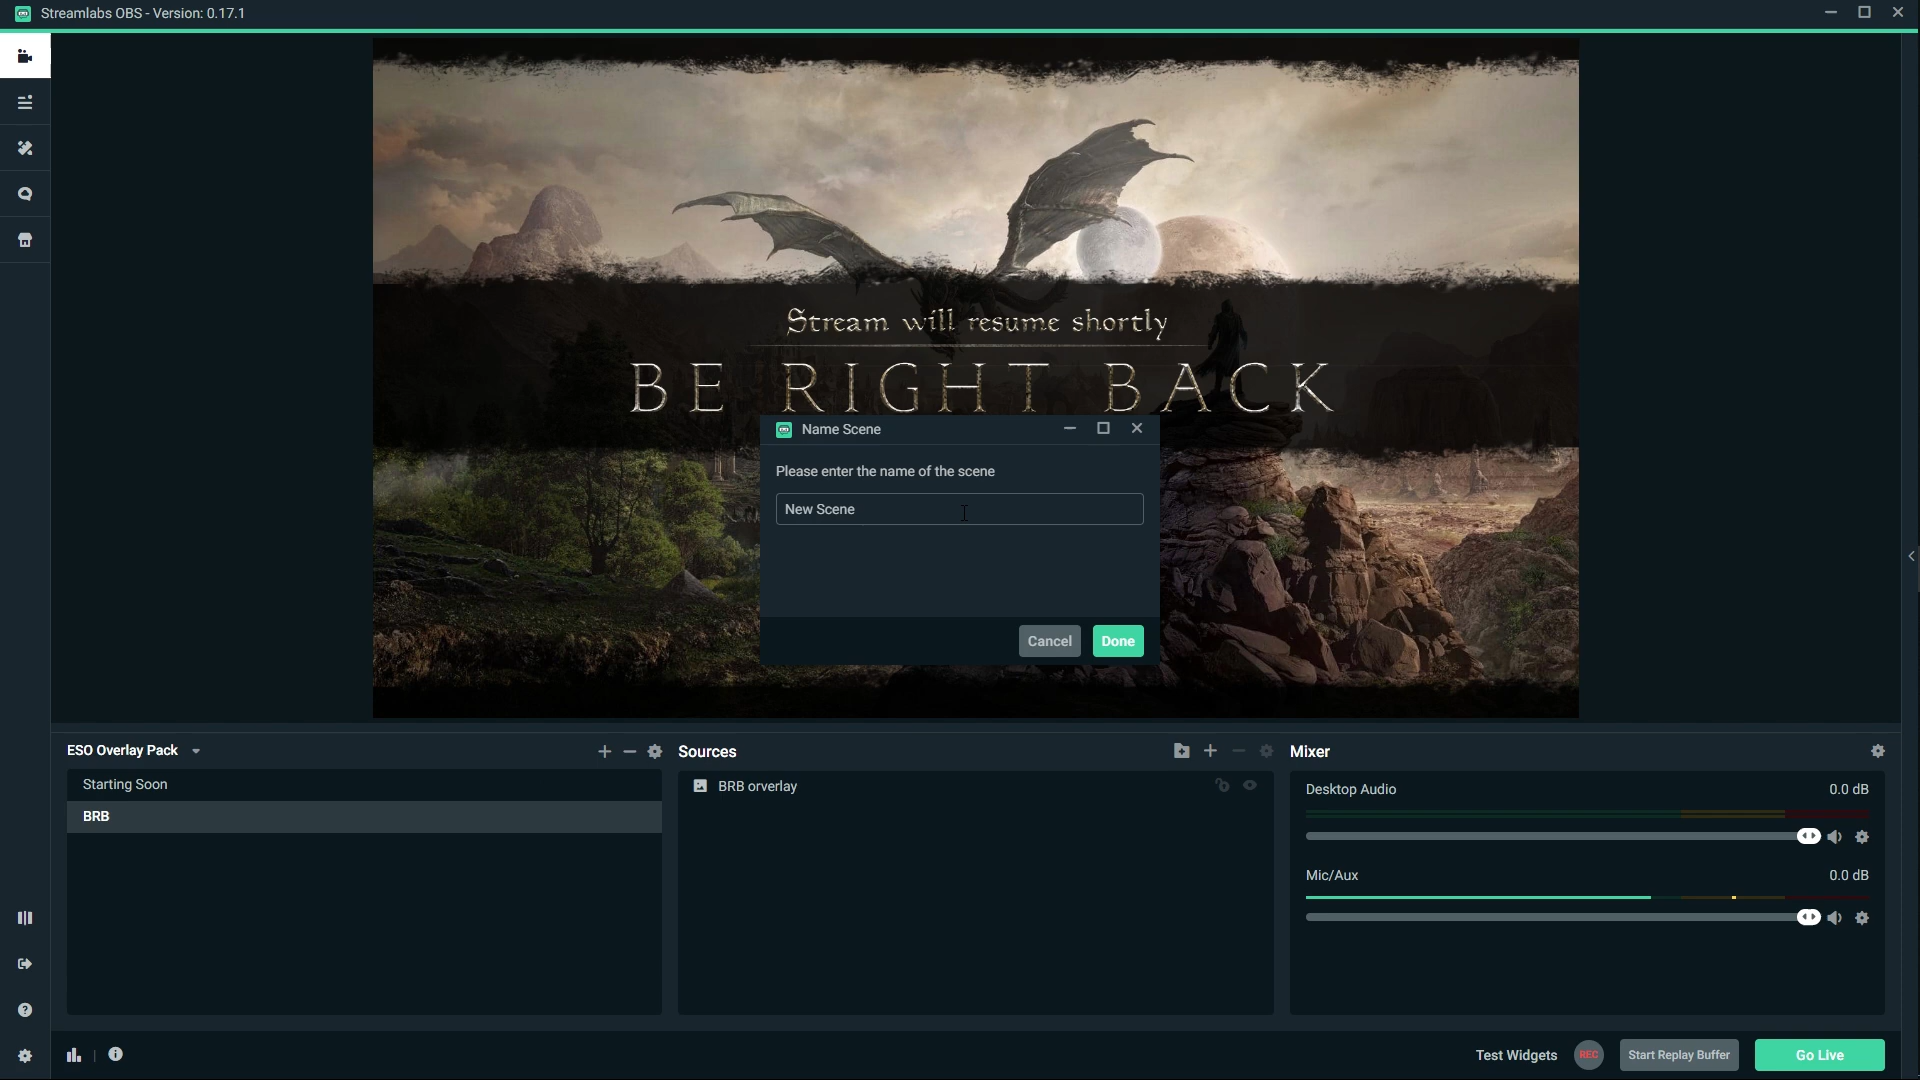 Streamlabs OBS - Version: 0.17.1
Stream will resume shortly
BE RIGHT BACK
Name Scene
Please enter the name of the scene
New Scene
Cancel
Done
ESO Overlay Pack
Starting Soon
BRB
Sources
BRB orverlay
Mixer
Desktop Audio
0.0 dB
Mic/Aux
0.0 dB
Test Widgets
REC
Start Replay Buffer
Go Live